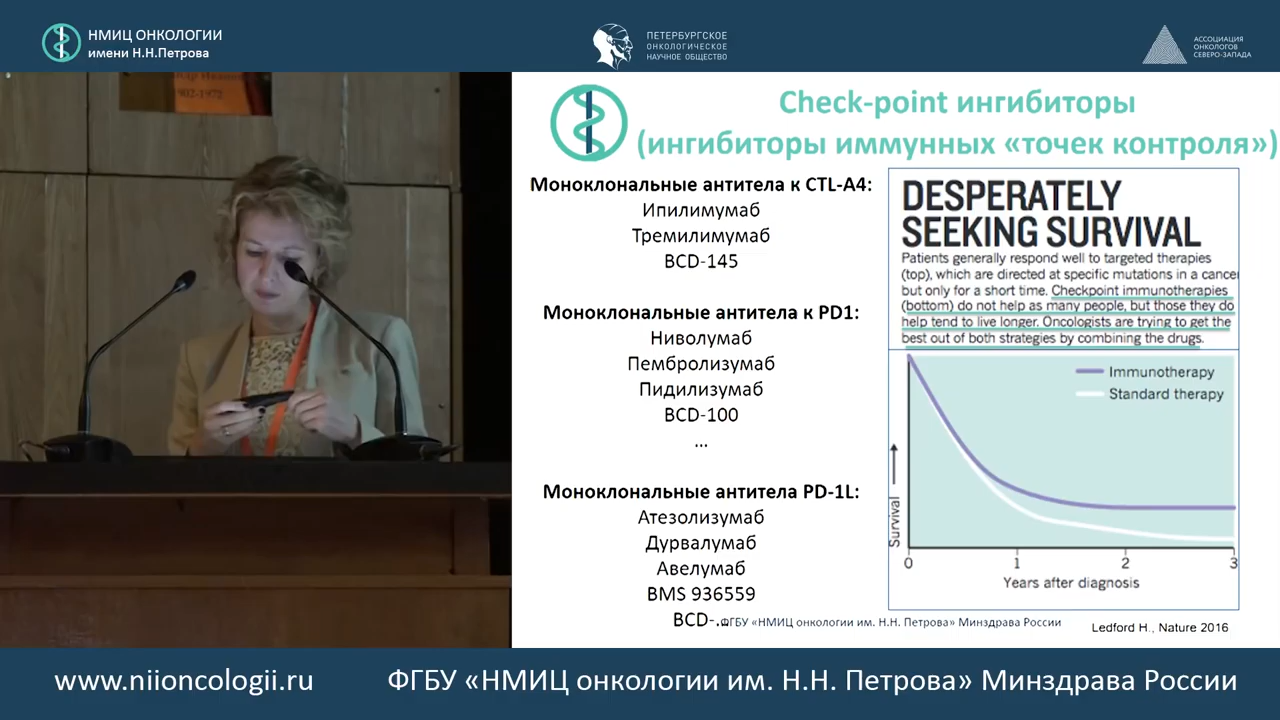 НМИЦ ОНКОЛОГИИ
имени Н.Н.Петрова
ПЕТЕРБУРГСКОЕ
ОНКОЛОГИЧЕСКОЕ
НАУЧНОЕ ОБЩЕСТВО
АССОЦИАЦИЯ
ОНКОЛОГОВ
СЕВЕРО-ЗАПАДА
902-1972
Check-point ингибиторы
(ингибиторы иммунных «точек контроля»)
Моноклональные антитела к CTL-A4:
Ипилимумаб
Тремилимумаб
BCD-145
Моноклональные антитела к PD1:
Ниволумаб
Пембролизумаб
Пидилизумаб
BCD-100
...
Моноклональные антитела PD-1L:
Атезолизумаб
Дурвалумаб
Авелумаб
BMS 936559
BCD-...
DESPERATELY
SEEKING SURVIVAL
Patients generally respond well to targeted therapies
(top), which are directed at specific mutations in a cancer
but only for a short time. Checkpoint immunotherapies
(bottom) do not help as many people, but those they do
help tend to live longer. Oncologists are trying to get the
best out of both strategies by combining the drugs.
Immunotherapy
Standard therapy
Survival
0 1 2 3
Years after diagnosis
ФГБУ «НМИЦ онкологии им. Н.Н. Петрова» Минздрава России
Ledford H., Nature 2016
www.niioncologii.ru
ФГБУ «НМИЦ онкологии им. Н.Н. Петрова» Минздрава России